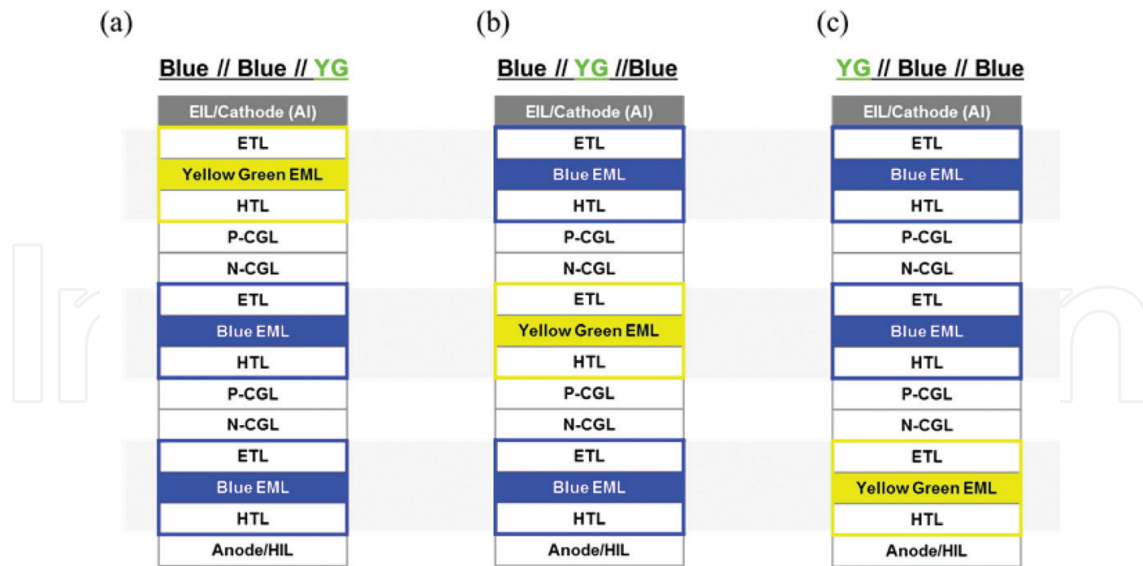 (a)
Blue // Blue // YG
EIL/Cathode (Al)
ETL
Yellow Green EML
HTL
P-CGL
N-CGL
ETL
Blue EML
HTL
P-CGL
N-CGL
ETL
Blue EML
HTL
Anode/HIL
(b)
Blue // YG //Blue
EIL/Cathode (Al)
ETL
Blue EML
HTL
P-CGL
N-CGL
ETL
Yellow Green EML
HTL
P-CGL
N-CGL
ETL
Blue EML
HTL
Anode/HIL
(c)
YG // Blue // Blue
EIL/Cathode (Al)
ETL
Blue EML
HTL
P-CGL
N-CGL
ETL
Blue EML
HTL
P-CGL
N-CGL
ETL
Yellow Green EML
HTL
Anode/HIL